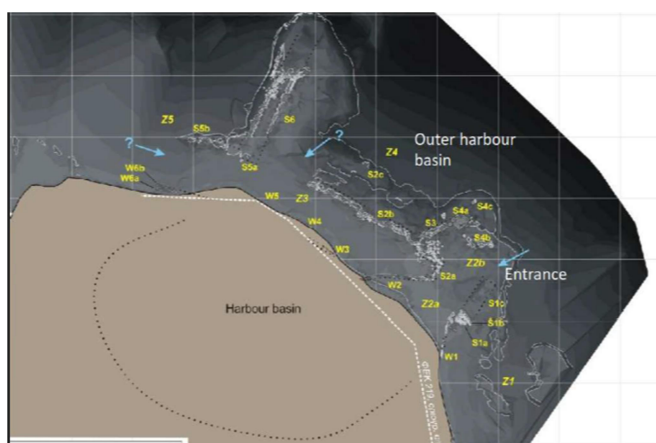 S6
Z5
?
S5b
?
Z4
Outer harbour
basin
W6b
W6a
S5a
S2c
W5
Z3
S2b
S4a
S4c
W4
S3
S4b
W3
Z2b
Entrance
W2
S2a
Z2a
S1c
Harbour basin
S1b
S1a
W1
Z1